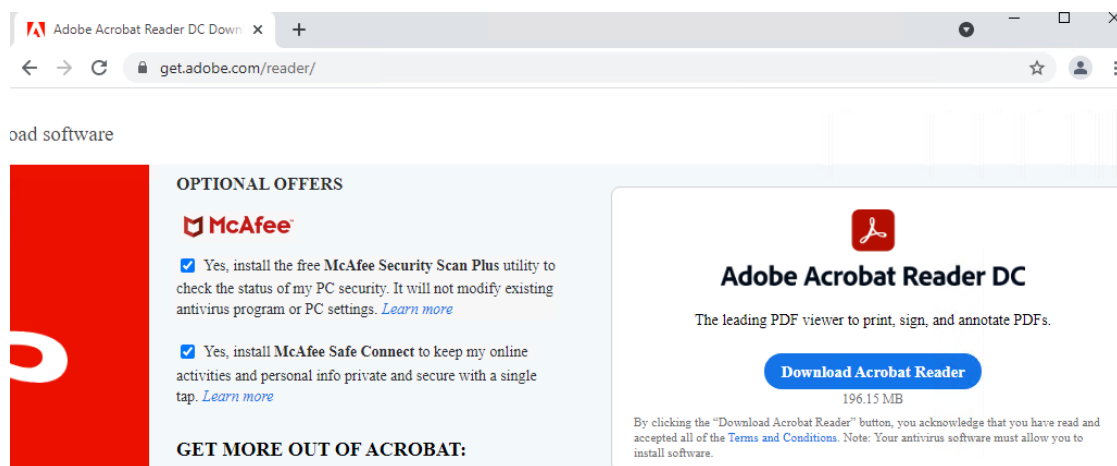 Adobe Acrobat Reader DC Down
get.adobe.com/reader/
oad software
OPTIONAL OFFERS
McAfee
Yes, install the free McAfee Security Scan Plus utility to
check the status of my PC security. It will not modify existing
antivirus program or PC settings. Learn more
Yes, install McAfee Safe Connect to keep my online
activities and personal info private and secure with a single
tap. Learn more
GET MORE OUT OF ACROBAT:
Adobe Acrobat Reader DC
The leading PDF viewer to print, sign, and annotate PDFs.
Download Acrobat Reader
196.15 MB
By clicking the “Download Acrobat Reader” button, you acknowledge that you have read and
accepted all of the Terms and Conditions. Note: Your antivirus software must allow you to
install software.